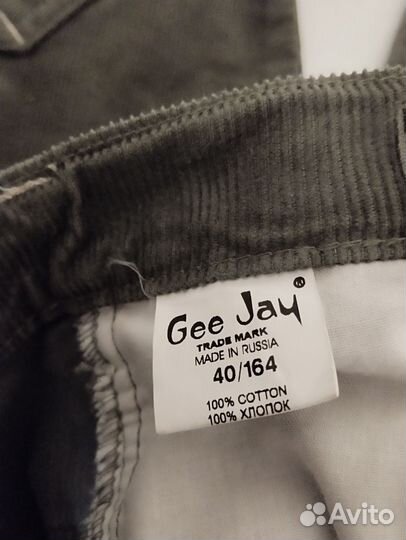 Gee Jay ®
TRADE MARK
MADE IN RUSSIA
40/164
100% COTTON
100% ХЛОПОК
Avito